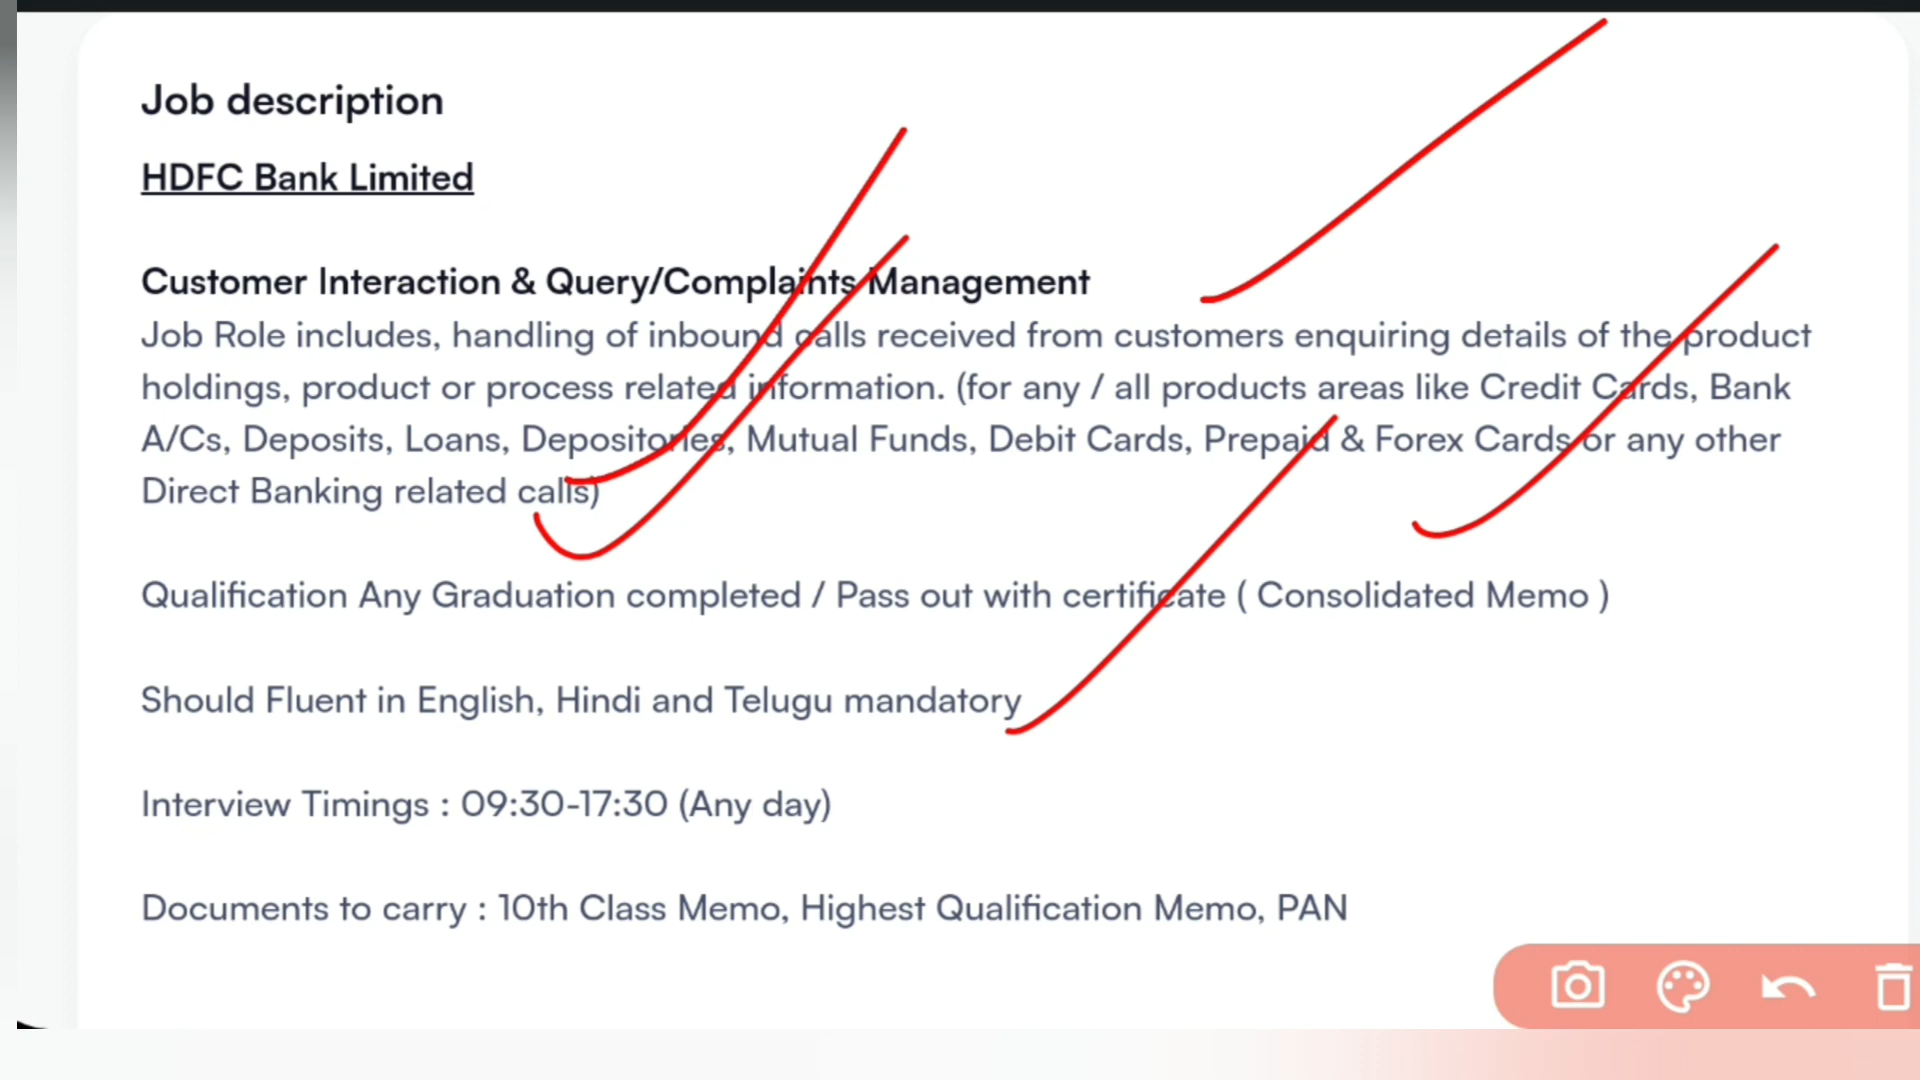 Job description
HDFC Bank Limited
Customer Interaction & Query/Complaints Management
Job Role includes, handling of inbound calls received from customers enquiring details of the product
holdings, product or process related information. (for any / all products areas like Credit Cards, Bank
A/Cs, Deposits, Loans, Depositories, Mutual Funds, Debit Cards, Prepaid & Forex Cards or any other
Direct Banking related calls)
Qualification Any Graduation completed / Pass out with certificate ( Consolidated Memo )
Should Fluent in English, Hindi and Telugu mandatory
Interview Timings : 09:30-17:30 (Any day)
Documents to carry : 10th Class Memo, Highest Qualification Memo, PAN